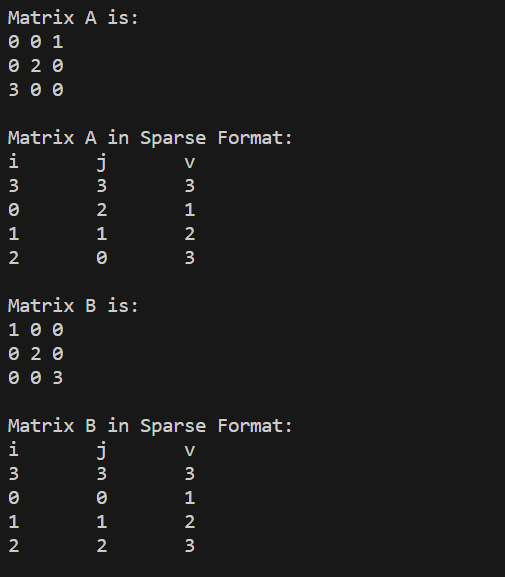 Matrix A is:
0 0 1
0 2 0
3 0 0
Matrix A in Sparse Format:
i j v
3 3 3
0 2 1
1 1 2
2 0 3
Matrix B is:
1 0 0
0 2 0
0 0 3
Matrix B in Sparse Format:
i j v
3 3 3
0 0 1
1 1 2
2 2 3